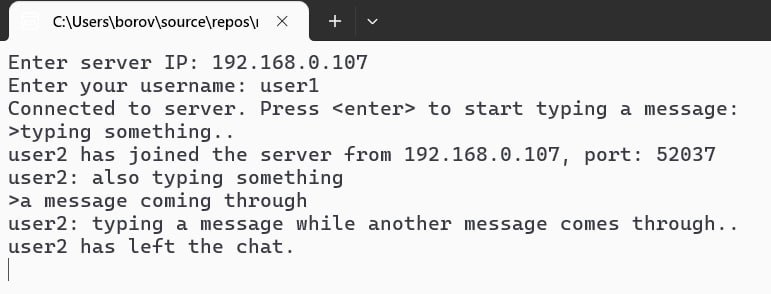 C:\Users\borov\source\repos\r
Enter server IP: 192.168.0.107
Enter your username: user1
Connected to server. Press <enter> to start typing a message:
>typing something..
user2 has joined the server from 192.168.0.107, port: 52037
user2: also typing something
>a message coming through
user2: typing a message while another message comes through..
user2 has left the chat.